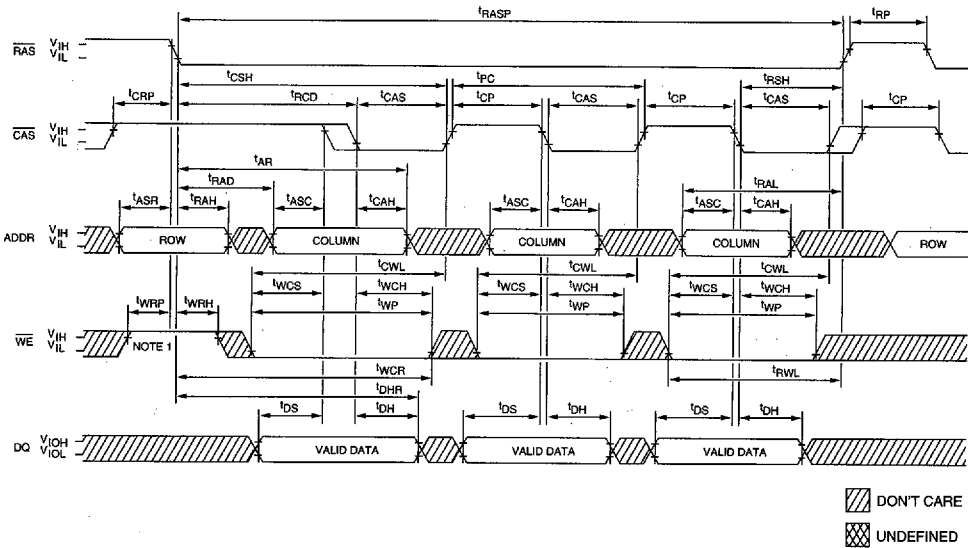 tRASP
tRP
RAS VIH VIL
tCSH
tPC
tRSH
tCRP
tRCD
tCAS
tCP
tCAS
tCP
tCAS
tCP
CAS VIH VIL
tAR
tRAD
tRAL
tASR
tRAH
tASC
tCAH
tASC
tCAH
tASC
tCAH
ADDR VIH VIL
ROW
COLUMN
COLUMN
COLUMN
ROW
tCWL
tCWL
tCWL
tWCS
tWCH
tWCS
tWCH
tWCS
tWCH
tWRP
tWRH
tWP
tWP
tWP
WE VIH VIL
NOTE 1
tWCR
tRWL
tDHR
tDS
tDH
tDS
tDH
tDS
tDH
DQ VIOH VIOL
VALID DATA
VALID DATA
VALID DATA
DON'T CARE
UNDEFINED